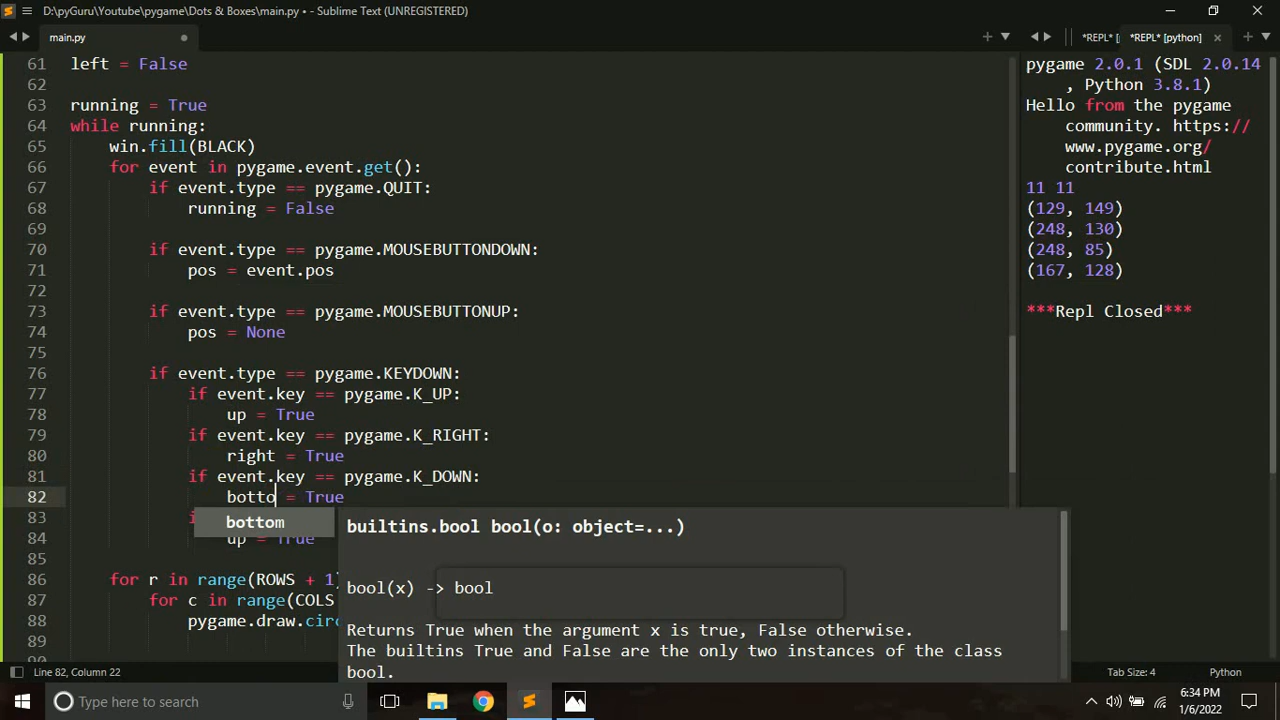 D:\pyGuru\Youtube\pygame\Dots & Boxes\main.py • - Sublime Text (UNREGISTERED)
main.py
*REPL* [
*REPL* [python]
61 left = False
62
63 running = True
64 while running:
65 win.fill(BLACK)
66 for event in pygame.event.get():
67 if event.type == pygame.QUIT:
68 running = False
69
70 if event.type == pygame.MOUSEBUTTONDOWN:
71 pos = event.pos
72
73 if event.type == pygame.MOUSEBUTTONUP:
74 pos = None
75
76 if event.type == pygame.KEYDOWN:
77 if event.key == pygame.K_UP:
78 up = True
79 if event.key == pygame.K_RIGHT:
80 right = True
81 if event.key == pygame.K_DOWN:
82 botto = True
83
bottom
84 up = True
85
86 for r in range(ROWS + 1)
87 for c in range(COLS
88 pygame.draw.circ
89
builtins.bool bool(o: object=...)
bool(x) -> bool
Returns True when the argument x is true, False otherwise.
The builtins True and False are the only two instances of the class
bool.
pygame 2.0.1 (SDL 2.0.14
, Python 3.8.1)
Hello from the pygame
community. https://
www.pygame.org/
contribute.html
11 11
(129, 149)
(248, 130)
(248, 85)
(167, 128)
***Repl Closed***
Line 82, Column 22
Tab Size: 4
Python
Type here to search
6:34 PM
1/6/2022